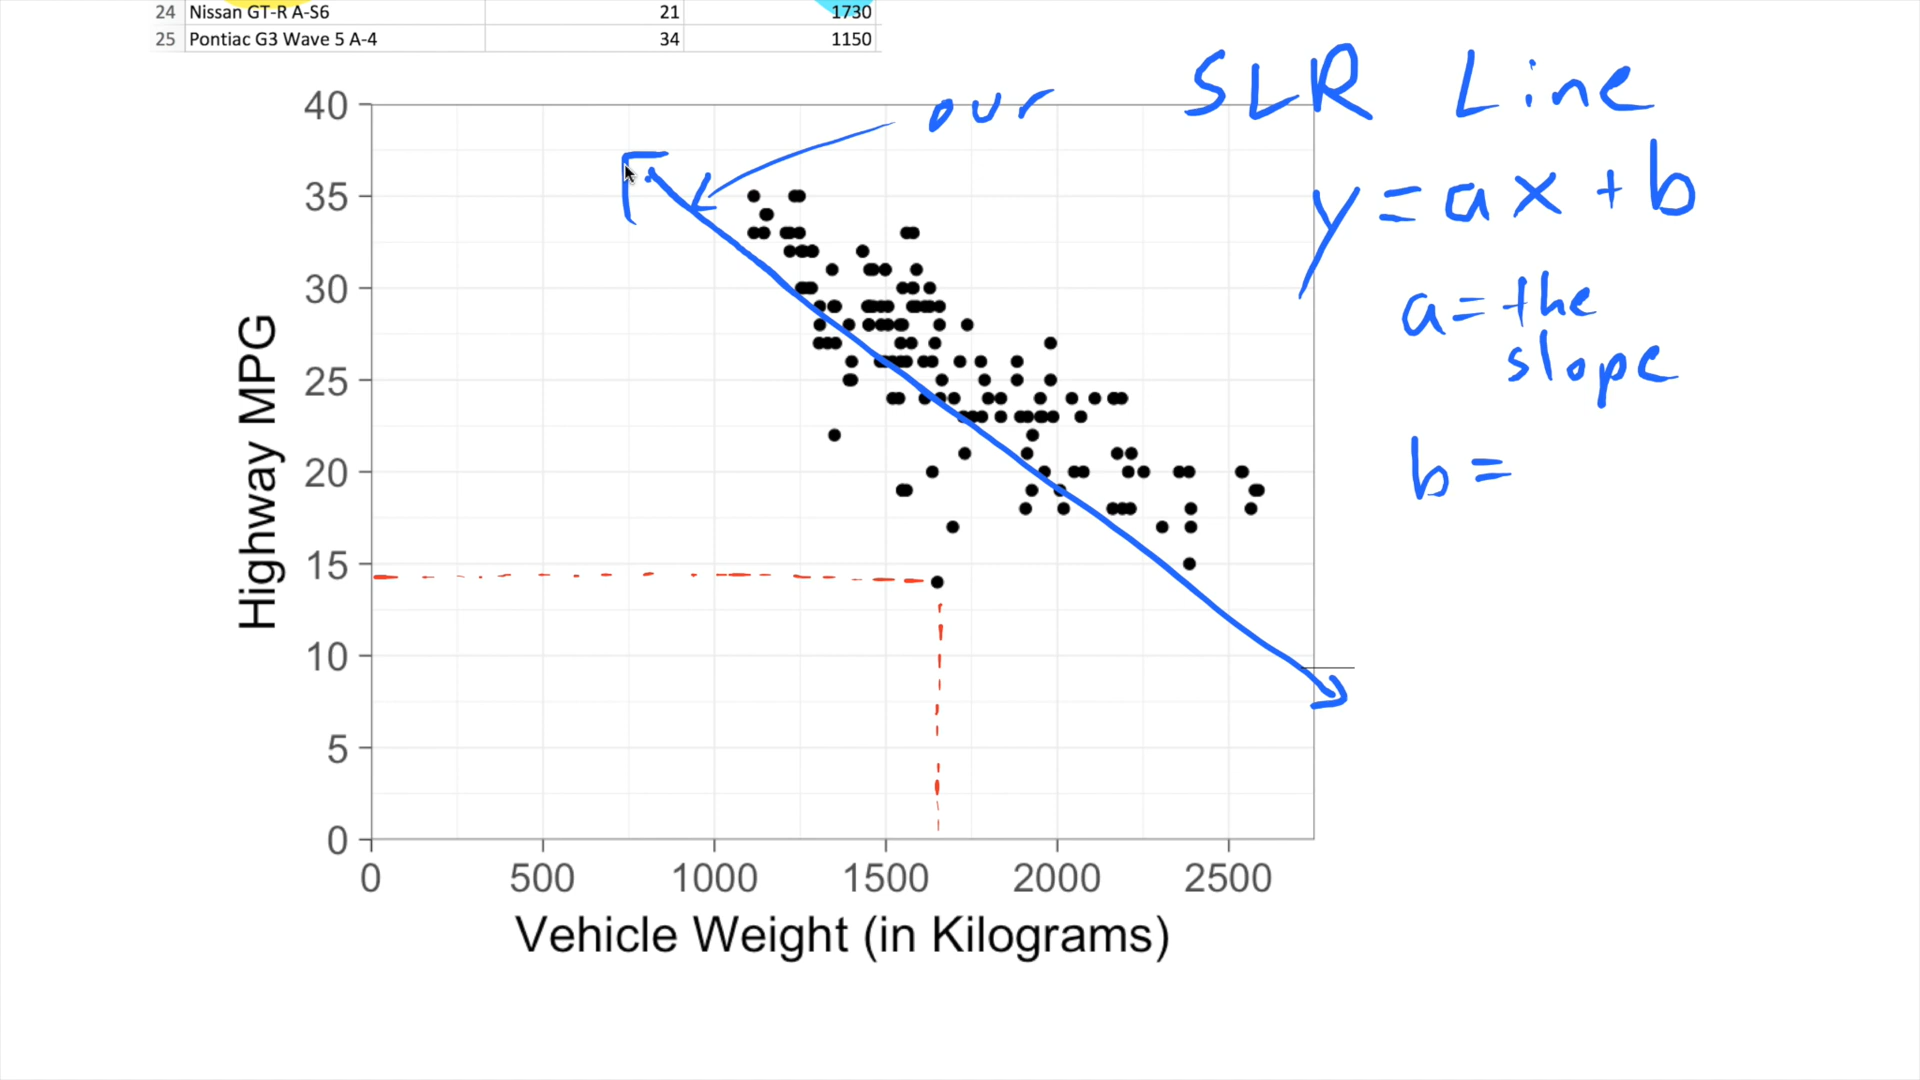 24 Nissan GT-R A-S6 21 1730
25 Pontiac G3 Wave 5 A-4 34 1150
our SLR Line
y = ax + b
a = the
slope
b =
40
35
30
25
20
15
10
5
0
Highway MPG
0 500 1000 1500 2000 2500
Vehicle Weight (in Kilograms)